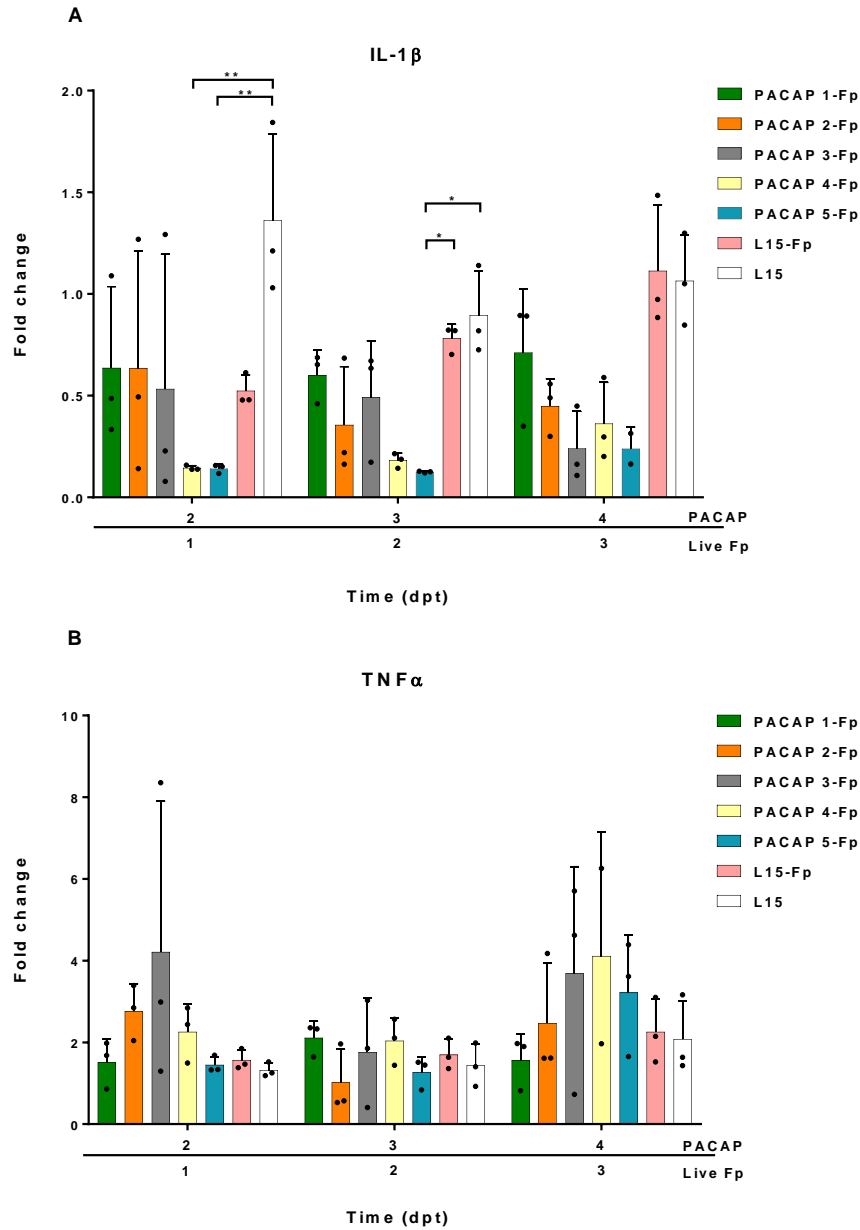 A
IL-1β
** 
**
*
*
Fold change
2.0
1.5
1.0
0.5
0.0
2 3 4 PACAP
1 2 3 Live Fp
Time (dpt)
PACAP 1-Fp
PACAP 2-Fp
PACAP 3-Fp
PACAP 4-Fp
PACAP 5-Fp
L15-Fp
L15
B
TNFα
Fold change
10
8
6
4
2
0
2 3 4 PACAP
1 2 3 Live Fp
Time (dpt)
PACAP 1-Fp
PACAP 2-Fp
PACAP 3-Fp
PACAP 4-Fp
PACAP 5-Fp
L15-Fp
L15